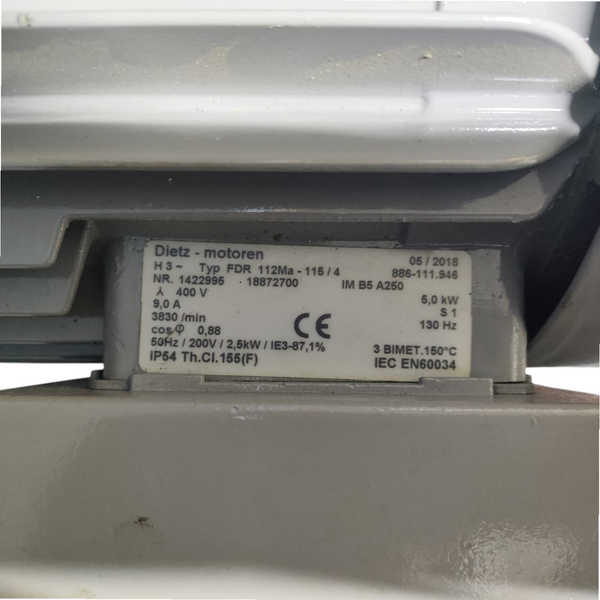 Dietz - motoren 05 / 2018
H 3 ~ Typ FDR 112Ma - 115 / 4 886-111.946
NR. 1422995 - 18872700 IM B5 A250
⅄ 400 V 5,0 kW
9,0 A S 1
3830 /min 130 Hz
cosφ 0,88 CE
50Hz / 200V / 2,5kW / IE3-87,1% 3 BIMET.150°C
IP54 Th.Cl.155(F) IEC EN60034